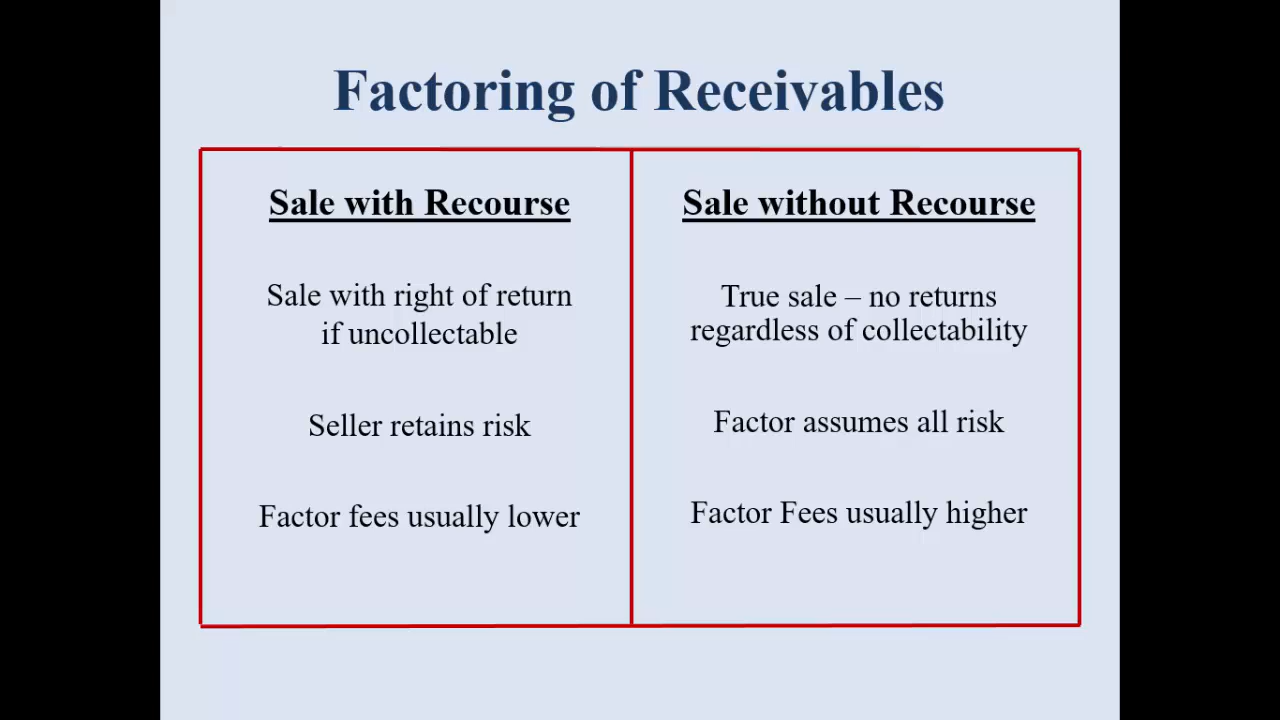 Factoring of Receivables
Sale with Recourse
Sale with right of return
if uncollectable
Seller retains risk
Factor fees usually lower
Sale without Recourse
True sale – no returns
regardless of collectability
Factor assumes all risk
Factor Fees usually higher